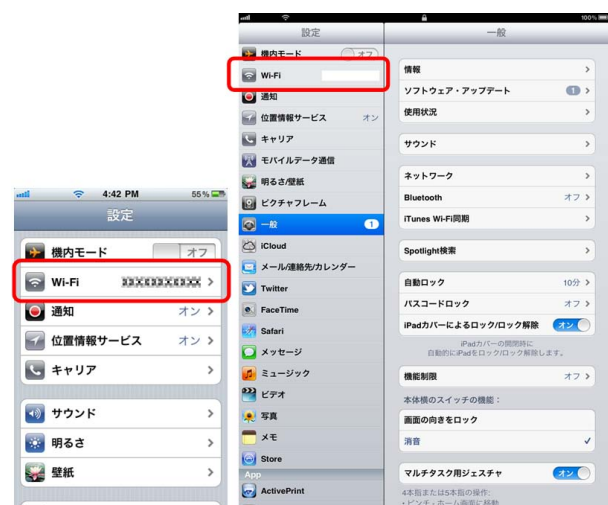 4:42 PM
55%
設定
機内モード
オフ
Wi-Fi
通知
オン
位置情報サービス
オン
キャリア
サウンド
明るさ
壁紙
100%
設定
機内モード
オフ
Wi-Fi
通知
位置情報サービス
オン
キャリア
モバイルデータ通信
明るさ/壁紙
ピクチャフレーム
一般
1
iCloud
メール/連絡先/カレンダー
Twitter
FaceTime
Safari
メッセージ
ミュージック
ビデオ
写真
メモ
Store
App
ActivePrint
一般
情報
ソフトウェア・アップデート
1
使用状況
サウンド
ネットワーク
Bluetooth
オフ
iTunes Wi-Fi同期
Spotlight検索
自動ロック
10分
パスコードロック
オフ
iPadカバーによるロック/ロック解除
オン
iPadカバーの開閉時に
自動的にiPadをロック/ロック解除します。
機能制限
オフ
本体横のスイッチの機能：
画面の向きをロック
消音
マルチタスク用ジェスチャ
オン
4本指または5本指の操作:
・ピンチ - ホーム画面に移動